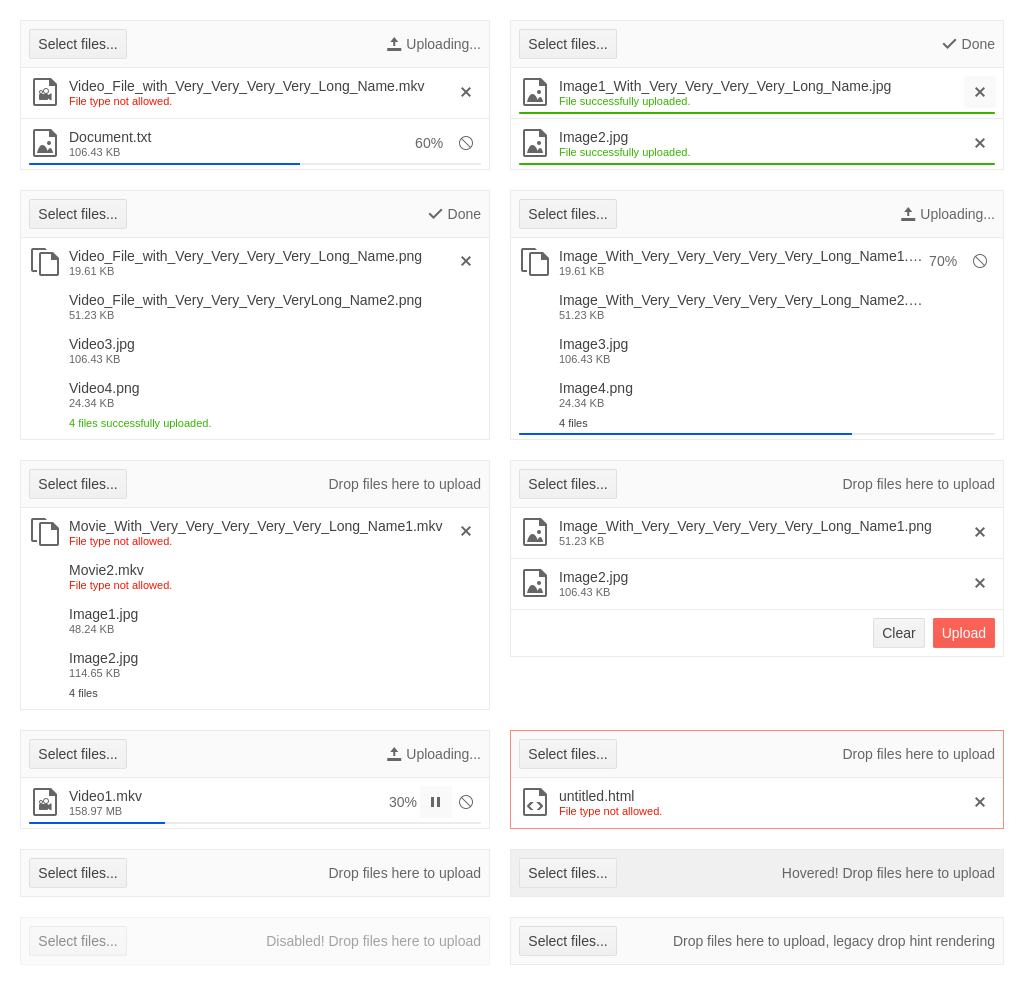 Select files...
Uploading...
Video_File_with_Very_Very_Very_Very_Long_Name.mkv
File type not allowed.
Document.txt
106.43 KB
60%
Select files...
Done
Image1_With_Very_Very_Very_Very_Long_Name.jpg
File successfully uploaded.
Image2.jpg
File successfully uploaded.
Select files...
Done
Video_File_with_Very_Very_Very_Very_Long_Name.png
19.61 KB
Video_File_with_Very_Very_Very_VeryLong_Name2.png
51.23 KB
Video3.jpg
106.43 KB
Video4.png
24.34 KB
4 files successfully uploaded.
Select files...
Uploading...
Image_With_Very_Very_Very_Very_Very_Long_Name1....
70%
19.61 KB
Image_With_Very_Very_Very_Very_Very_Long_Name2....
51.23 KB
Image3.jpg
106.43 KB
Image4.png
24.34 KB
4 files
Select files...
Drop files here to upload
Movie_With_Very_Very_Very_Very_Very_Long_Name1.mkv
File type not allowed.
Movie2.mkv
File type not allowed.
Image1.jpg
48.24 KB
Image2.jpg
114.65 KB
4 files
Select files...
Drop files here to upload
Image_With_Very_Very_Very_Very_Very_Long_Name1.png
51.23 KB
Image2.jpg
106.43 KB
Clear
Upload
Select files...
Uploading...
Video1.mkv
158.97 MB
30%
Select files...
Drop files here to upload
untitled.html
File type not allowed.
Select files...
Drop files here to upload
Select files...
Hovered! Drop files here to upload
Select files...
Disabled! Drop files here to upload
Select files...
Drop files here to upload, legacy drop hint rendering